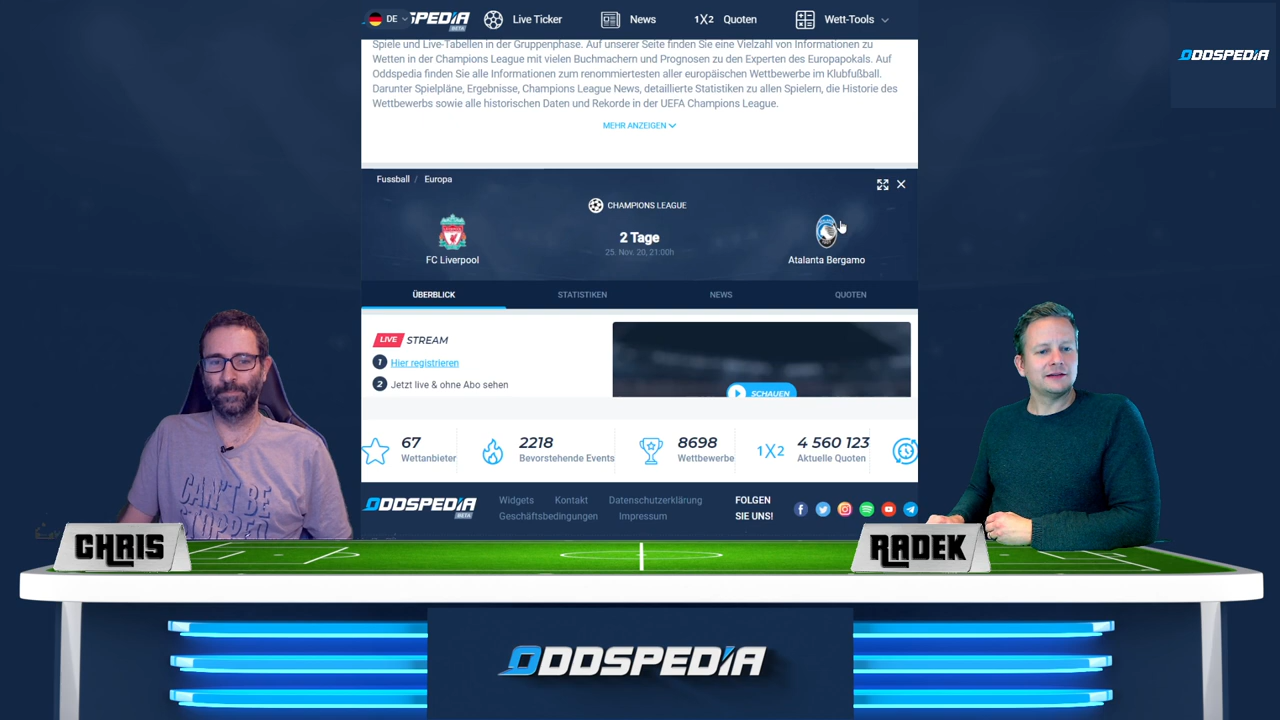 DE
SPEDIA
BETA
Live Ticker
News
1X2 Quoten
Wett-Tools
ODDSPEDIA
Spiele und Live-Tabellen in der Gruppenphase. Auf unserer Seite finden Sie eine Vielzahl von Informationen zu
Wetten in der Champions League mit vielen Buchmachern und Prognosen zu den Experten des Europapokals. Auf
Oddspedia finden Sie alle Informationen zum renommiertesten aller europäischen Wettbewerbe im Klubfußball.
Darunter Spielpläne, Ergebnisse, Champions League News, detaillierte Statistiken zu allen Spielern, die Historie des
Wettbewerbs sowie alle historischen Daten und Rekorde in der UEFA Champions League.
MEHR ANZEIGEN
Fussball / Europa
CHAMPIONS LEAGUE
2 Tage
25. Nov. 20, 21:00h
FC Liverpool
Atalanta Bergamo
ÜBERBLICK
STATISTIKEN
NEWS
QUOTEN
LIVE STREAM
1 Hier registrieren
2 Jetzt live & ohne Abo sehen
SCHAUEN
67
Wettanbieter
2218
Bevorstehende Events
8698
Wettbewerbe
1X2
4 560 123
Aktuelle Quoten
ODDSPEDIA
BETA
Widgets
Kontakt
Datenschutzerklärung
Geschäftsbedingungen
Impressum
FOLGEN
SIE UNS!
CAN'T BE
CHRIS
RADEK
ODDSPEDIA